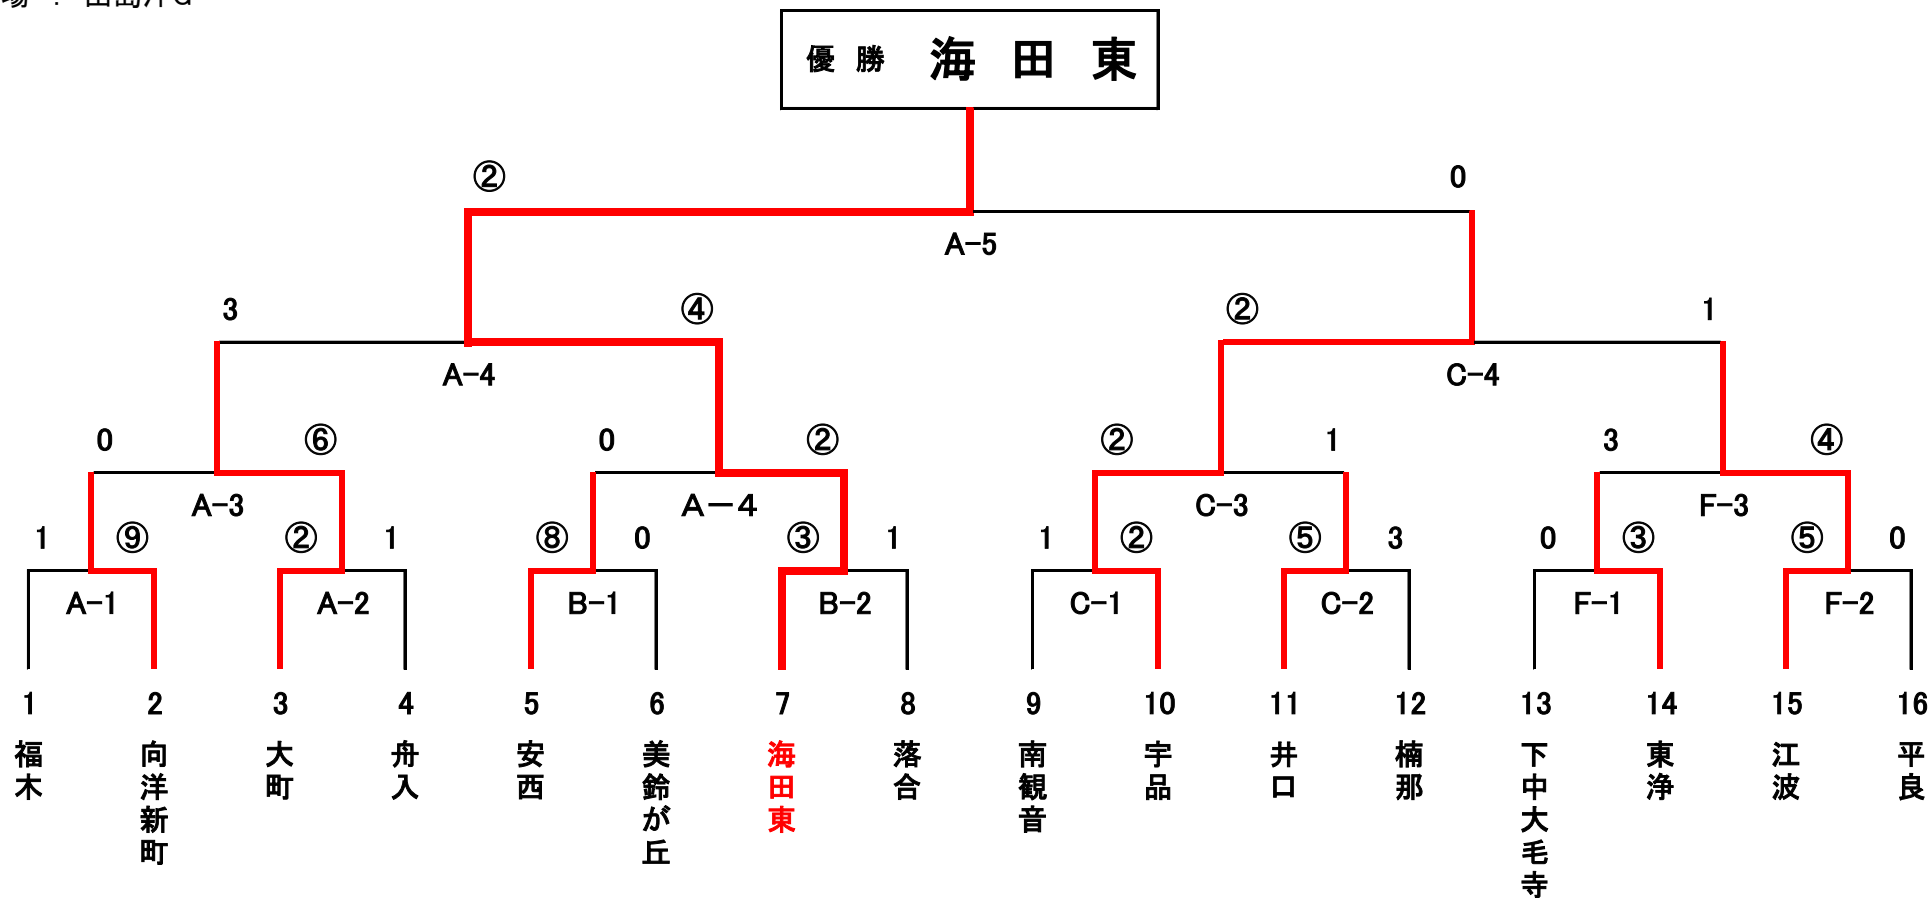 優勝 海田東
② 0
A-5
3 ④ ② 1
A-4 C-4
0 ⑥ 0 ② ② 1 3 ④
A-3 A－4 C-3 F-3
1 ⑨ ② 1 ⑧ 0 ③ 1 1 ② ⑤ 3 0 ③ ⑤ 0
A-1 A-2 B-1 B-2 C-1 C-2 F-1 F-2
1 2 3 4 5 6 7 8 9 10 11 12 13 14 15 16
福木
向洋新町
大町
舟入
安西
美鈴が丘
海田東
落合
南観音
宇品
井口
楠那
下中大毛寺
東浄
江波
平良